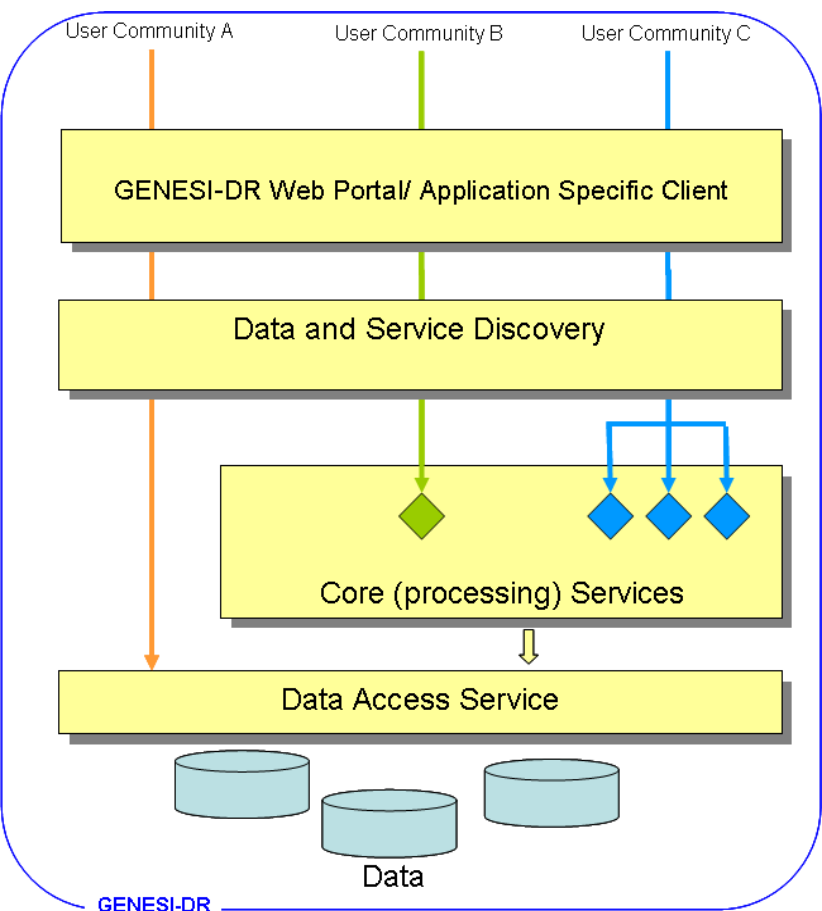 User Community A
User Community B
User Community C
GENESI-DR Web Portal/ Application Specific Client
Data and Service Discovery
Core (processing) Services
Data Access Service
Data
GENESI-DR